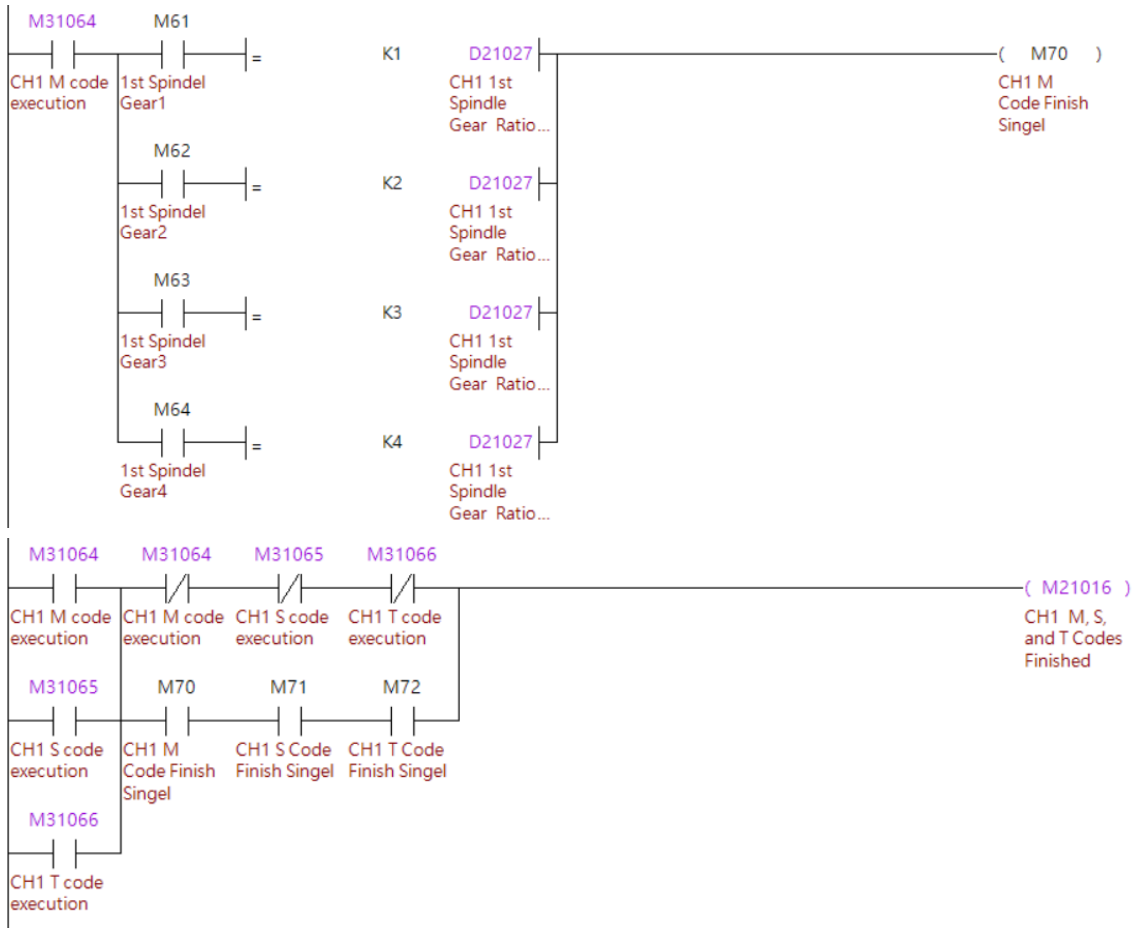 M31064 M61
= K1 D21027 ( M70 )
CH1 M code 1st Spindel CH1 1st CH1 M
execution Gear1 Spindle Code Finish
Gear Ratio... Singel
M62
= K2 D21027
1st Spindel CH1 1st
Gear2 Spindle
Gear Ratio...
M63
= K3 D21027
1st Spindel CH1 1st
Gear3 Spindle
Gear Ratio...
M64
= K4 D21027
1st Spindel CH1 1st
Gear4 Spindle
Gear Ratio...
M31064 M31064 M31065 M31066
( M21016 )
CH1 M code CH1 M code CH1 S code CH1 T code CH1 M, S,
execution execution execution execution and T Codes
Finished
M31065 M70 M71 M72
CH1 S code CH1 M CH1 S Code CH1 T Code
execution Code Finish Finish Singel Finish Singel
Singel
M31066
CH1 T code
execution